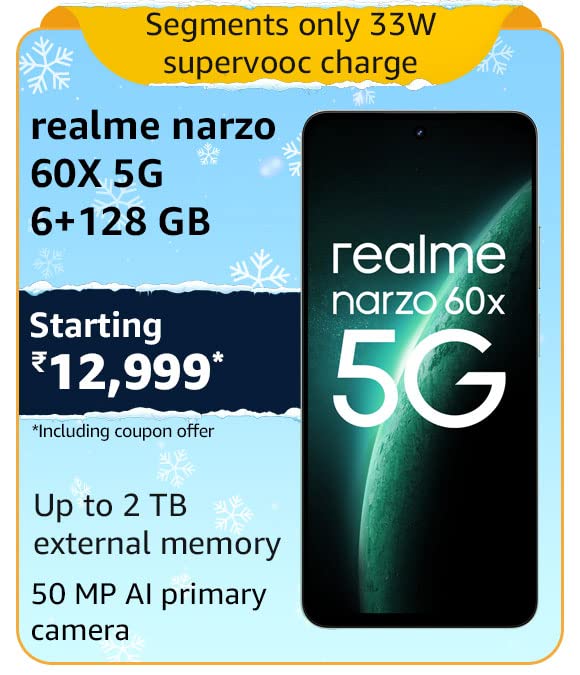 Segments only 33W
supervooc charge
realme narzo
60X 5G
6+128 GB
Starting
₹12,999*
*Including coupon offer
Up to 2 TB
external memory
50 MP AI primary
camera
realme
narzo 60x
5G